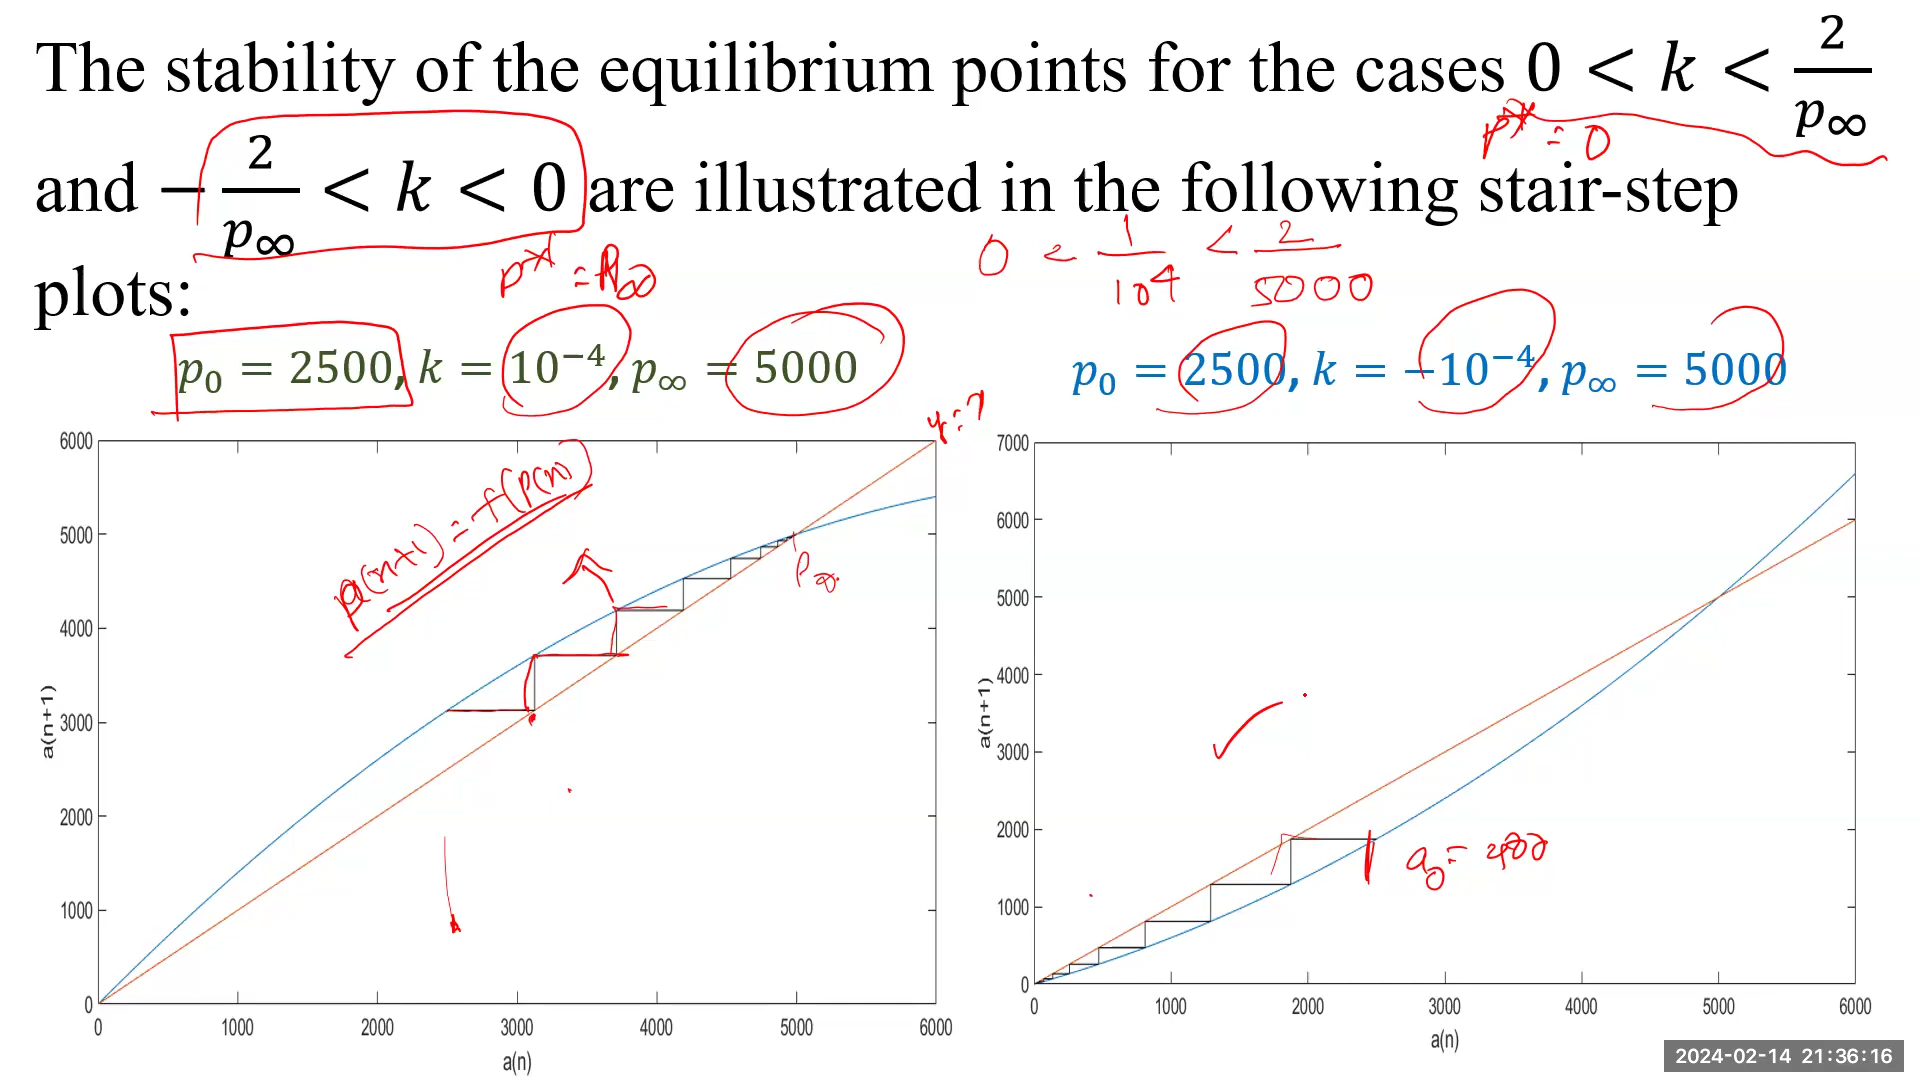 The stability of the equilibrium points for the cases 0 < k < 2/p∞
p* = 0
and − 2/p∞ < k < 0 are illustrated in the following stair-step
p* = P∞
0 < 1/10⁴ < 2/5000
plots:
p₀ = 2500, k = 10⁻⁴, p∞ = 5000
p₀ = 2500, k = −10⁻⁴, p∞ = 5000
p(n+1) = f(p(n))
P∞
6000
5000
4000
3000
2000
1000
0
a(n+1)
0 1000 2000 3000 4000 5000 6000
a(n)
7000
6000
5000
4000
3000
2000
1000
0
a(n+1)
a₀ =
0 1000 2000 3000 4000 5000 6000
a(n)
2024-02-14 21:36:16